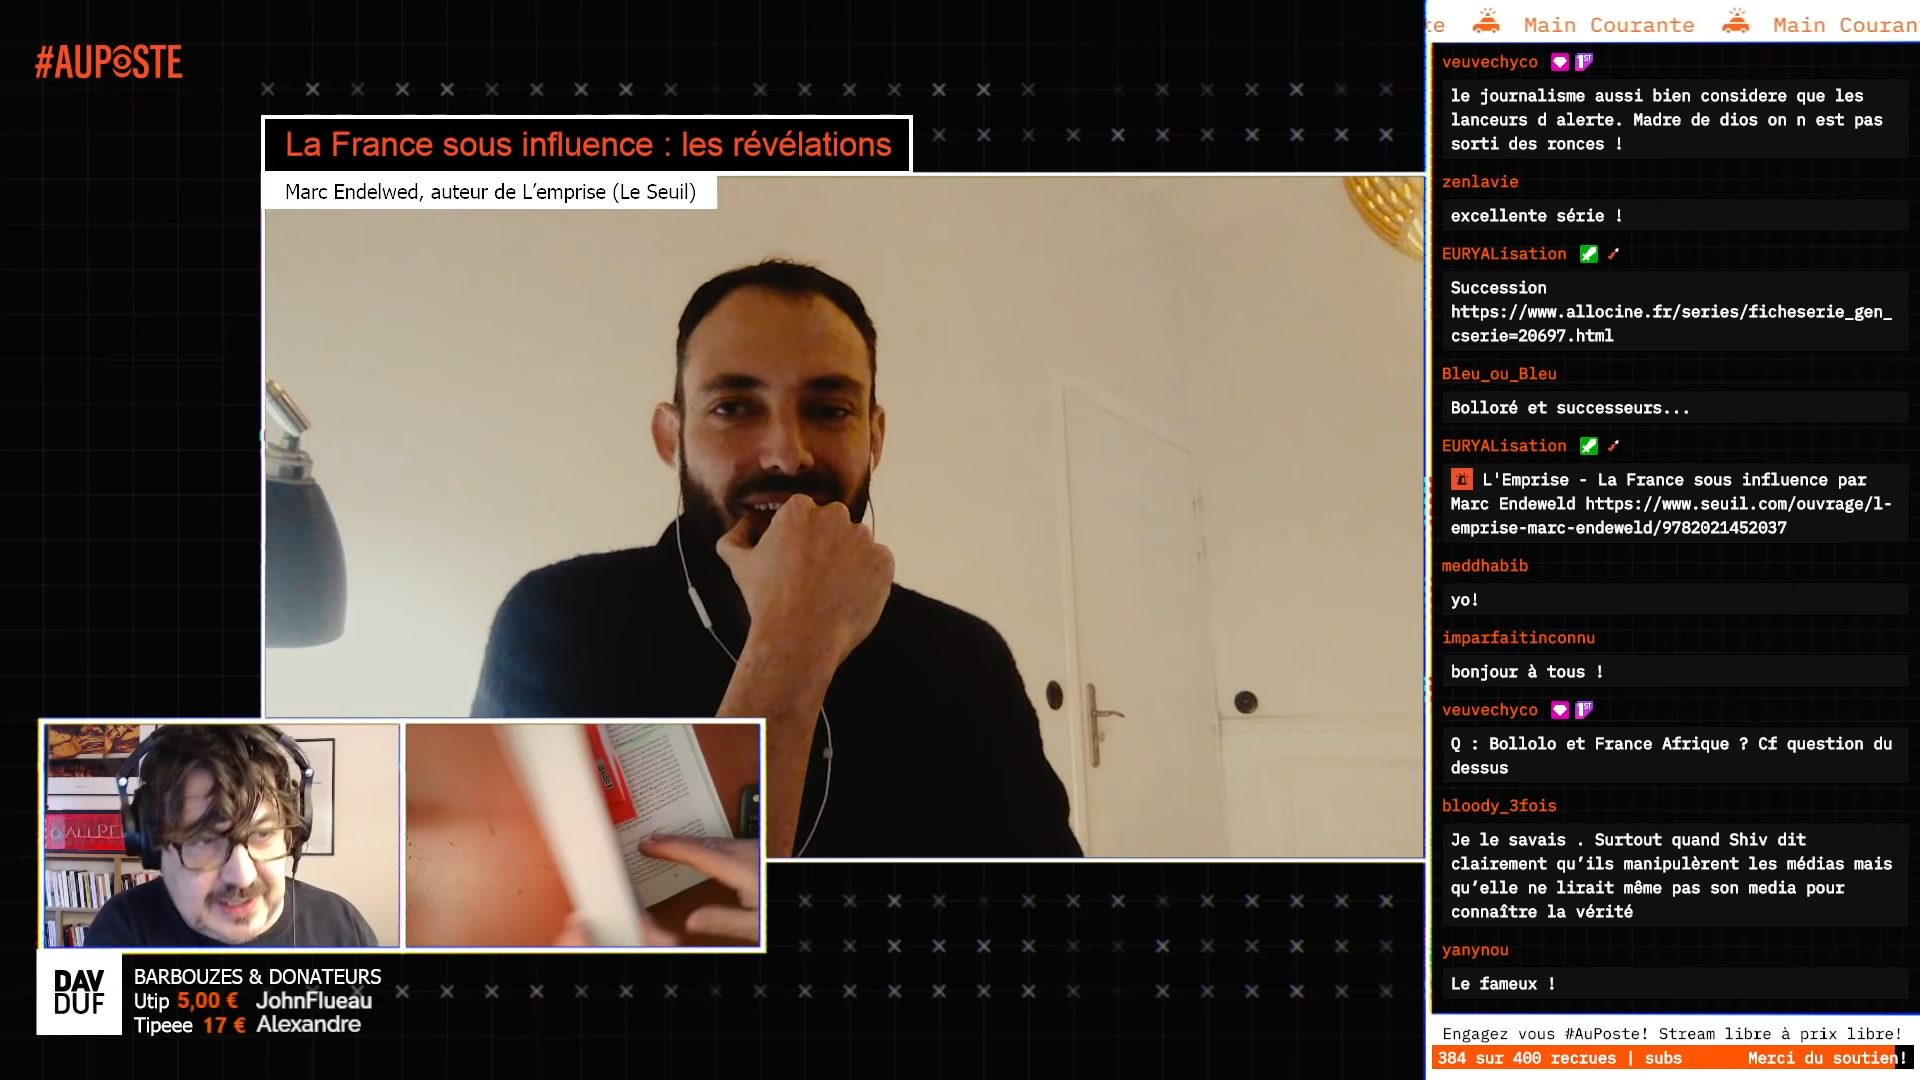 #AUPOSTE
La France sous influence : les révélations
Marc Endelwed, auteur de L’emprise (Le Seuil)
DAV
DUF
BARBOUZES & DONATEURS
Utip 5,00 € JohnFlueau
Tipeee 17 € Alexandre
te Main Courante Main Couran
veuvechyco 1ST
le journalisme aussi bien considere que les
lanceurs d alerte. Madre de dios on n est pas
sorti des ronces !
zenlavie
excellente série !
EURYALisation
Succession
https://www.allocine.fr/series/ficheserie_gen_
cserie=20697.html
Bleu_ou_Bleu
Bolloré et successeurs...
EURYALisation
L'Emprise - La France sous influence par
Marc Endeweld https://www.seuil.com/ouvrage/l-
emprise-marc-endeweld/9782021452037
meddhabib
yo!
imparfaitinconnu
bonjour à tous !
veuvechyco 1ST
Q : Bollolo et France Afrique ? Cf question du
dessus
bloody_3fois
Je le savais . Surtout quand Shiv dit
clairement qu’ils manipulèrent les médias mais
qu’elle ne lirait même pas son media pour
connaître la vérité
yanynou
Le fameux !
Engagez vous #AuPoste! Stream libre à prix libre!
384 sur 400 recrues | subs Merci du soutien!